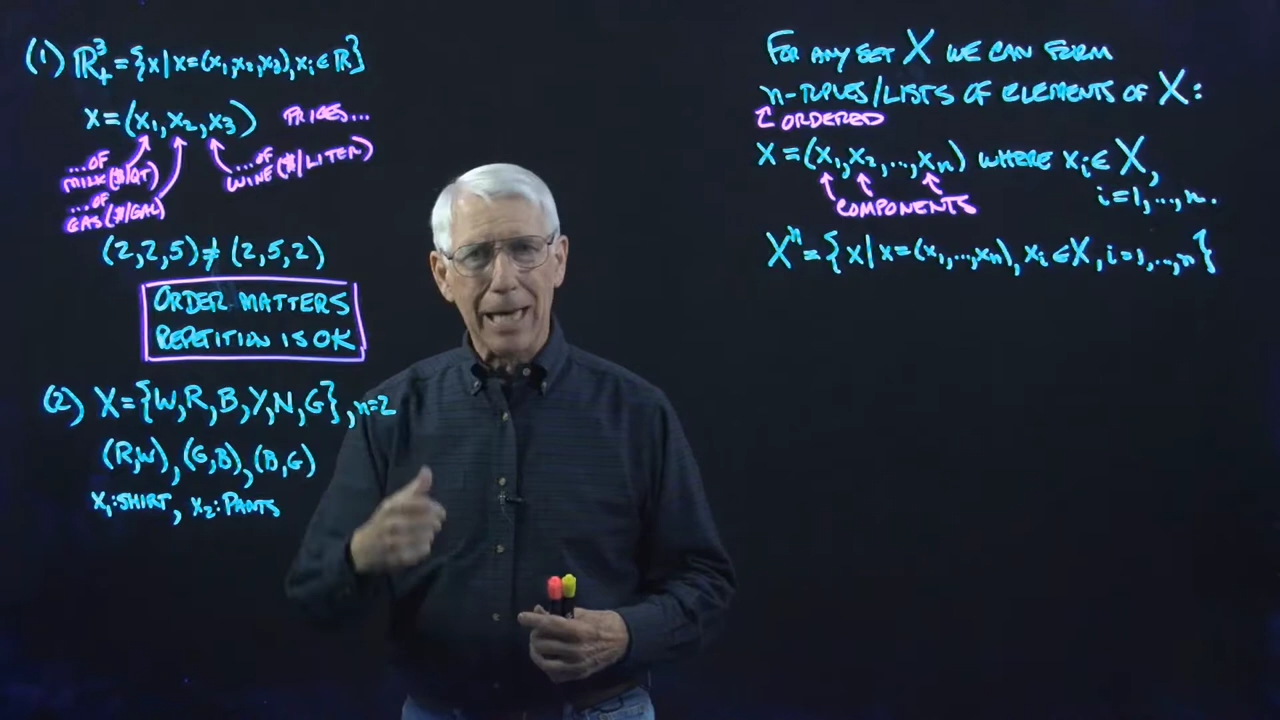 (1) ℝ³₊ = {x | x=(x₁,x₂,x₃), xᵢ ∈ ℝ}
x = (x₁, x₂, x₃) PRICES...
...OF MILK ($/QT)
...OF WINE ($/LITER)
...OF GAS ($/GAL)
(2,2,5) ≠ (2,5,2)
ORDER MATTERS
REPETITION IS OK
(2) X = {W, R, B, Y, N, G}, n=2
(R,W), (G,B), (B,G)
x₁: SHIRT, x₂: PANTS
FOR ANY SET X WE CAN FORM
n-TUPLES/LISTS OF ELEMENTS OF X:
ORDERED
x = (x₁, x₂, ..., xₙ) WHERE xᵢ ∈ X,
i=1,...,n.
COMPONENTS
Xⁿ = {x | x=(x₁,...,xₙ), xᵢ ∈ X, i=1,...,n}